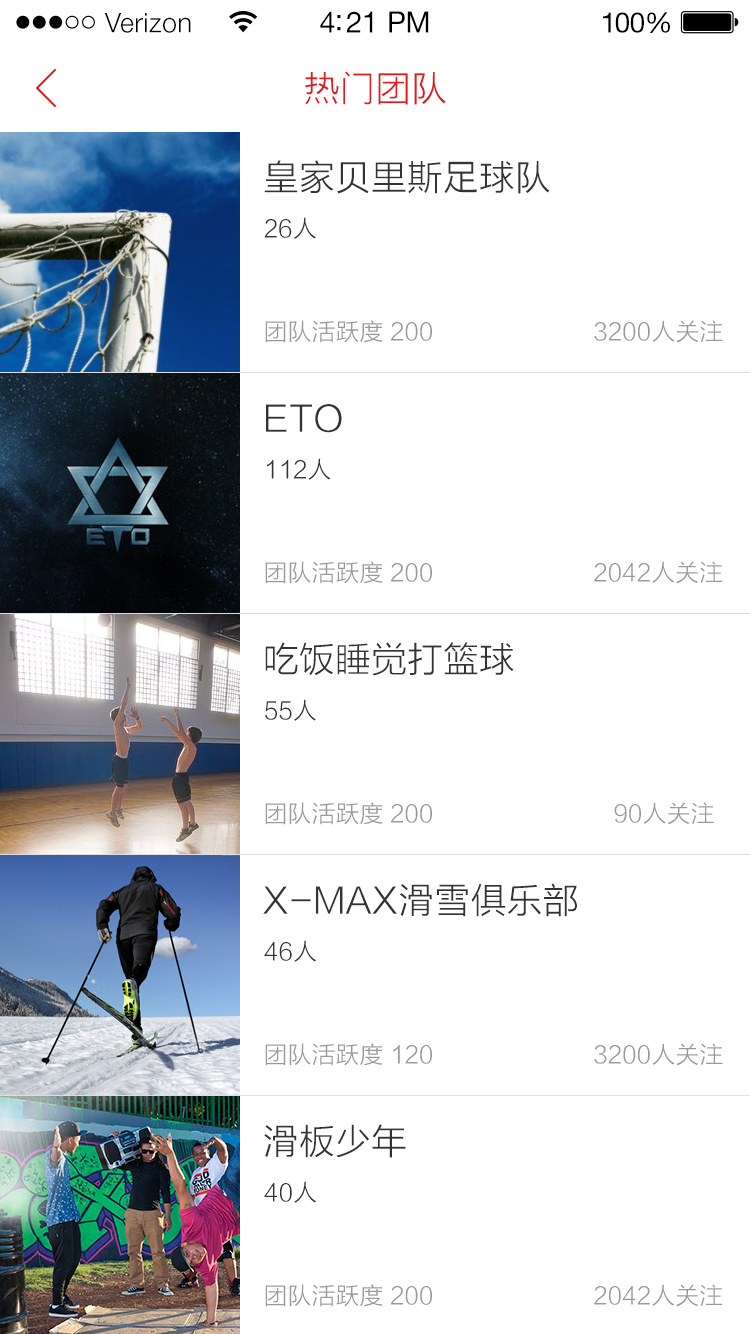 Verizon 4:21 PM 100%
热门团队
皇家贝里斯足球队
26人
团队活跃度 200 3200人关注
ETO
112人
ETO
团队活跃度 200 2042人关注
吃饭睡觉打篮球
55人
团队活跃度 200 90人关注
X-MAX滑雪俱乐部
46人
团队活跃度 120 3200人关注
滑板少年
40人
团队活跃度 200 2042人关注